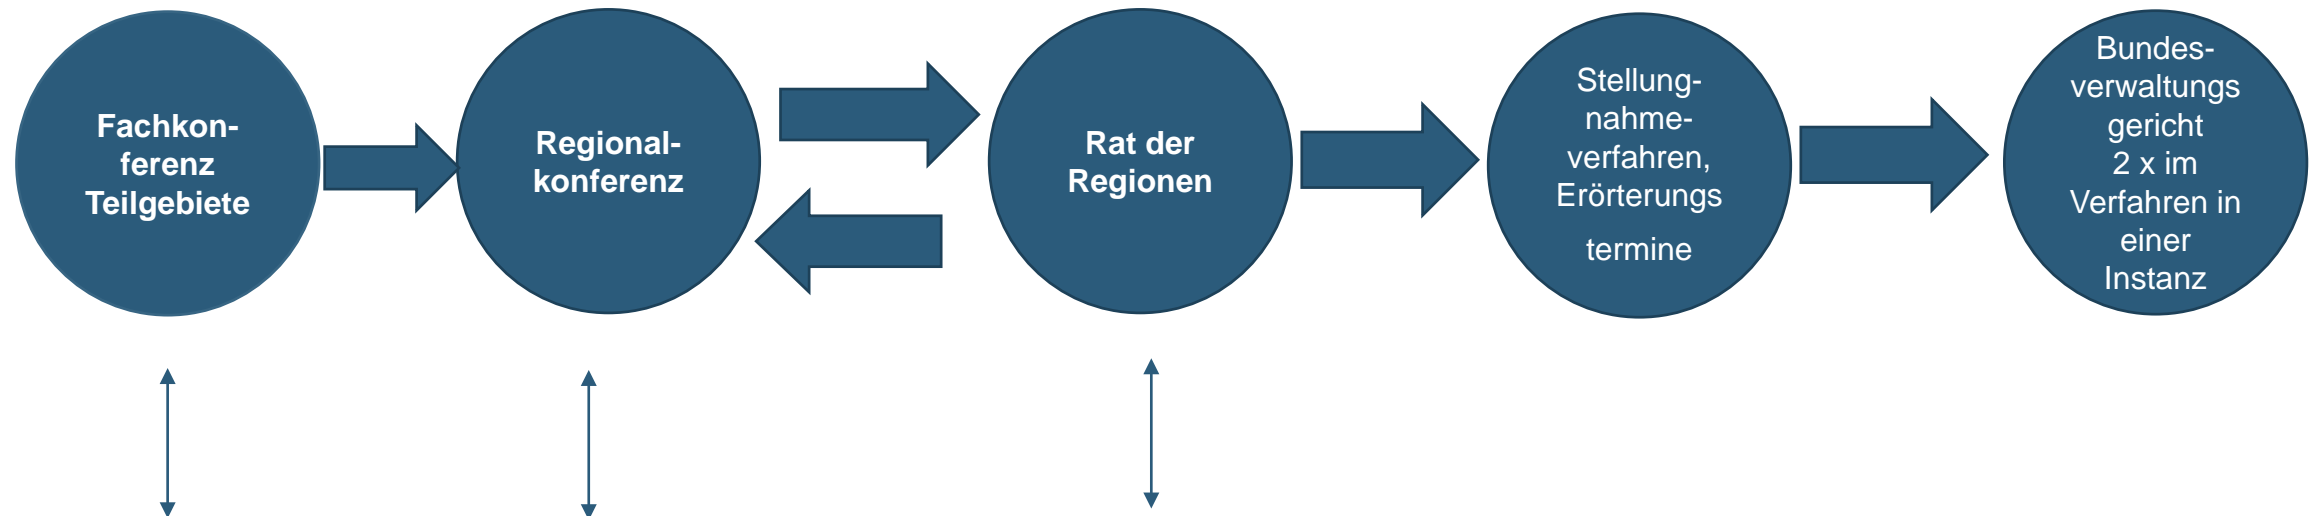 Fachkon-
ferenz
Teilgebiete
Regional-
konferenz
Rat der
Regionen
Stellung-
nahme-
verfahren,
Erörterungs
termine
Bundes-
verwaltungs
gericht
2 x im
Verfahren in
einer
Instanz